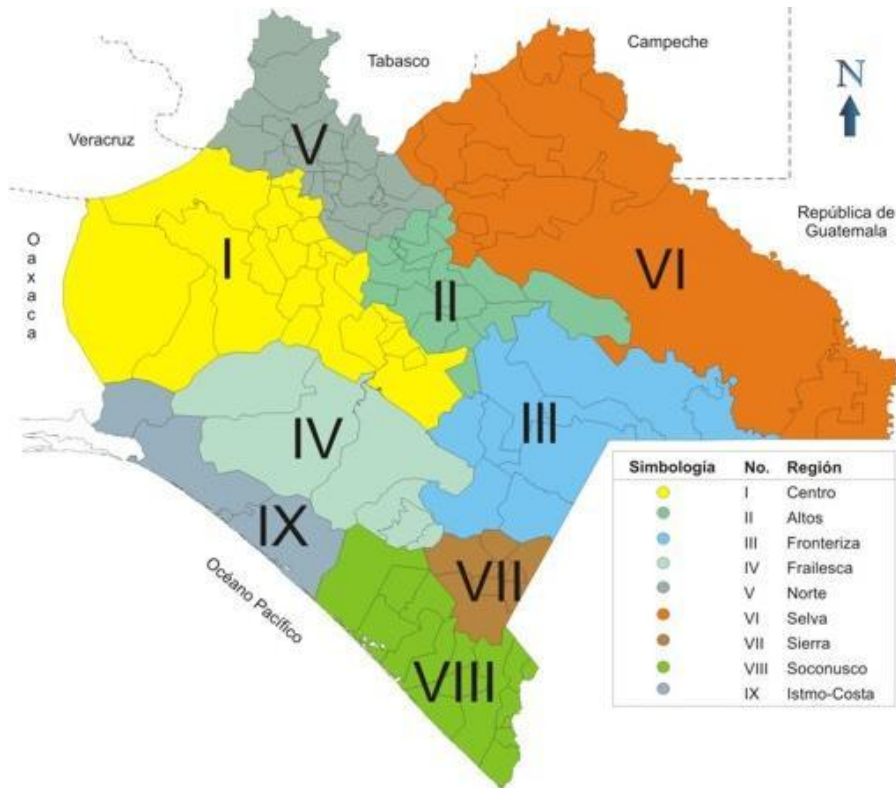 Campeche
Tabasco
N
Veracruz
V
República de
Guatemala
Oaxaca
I
VI
II
III
IV
IX
VII
VIII
Océano Pacífico
Simbología No. Región
I Centro
II Altos
III Fronteriza
IV Frailesca
V Norte
VI Selva
VII Sierra
VIII Soconusco
IX Istmo-Costa